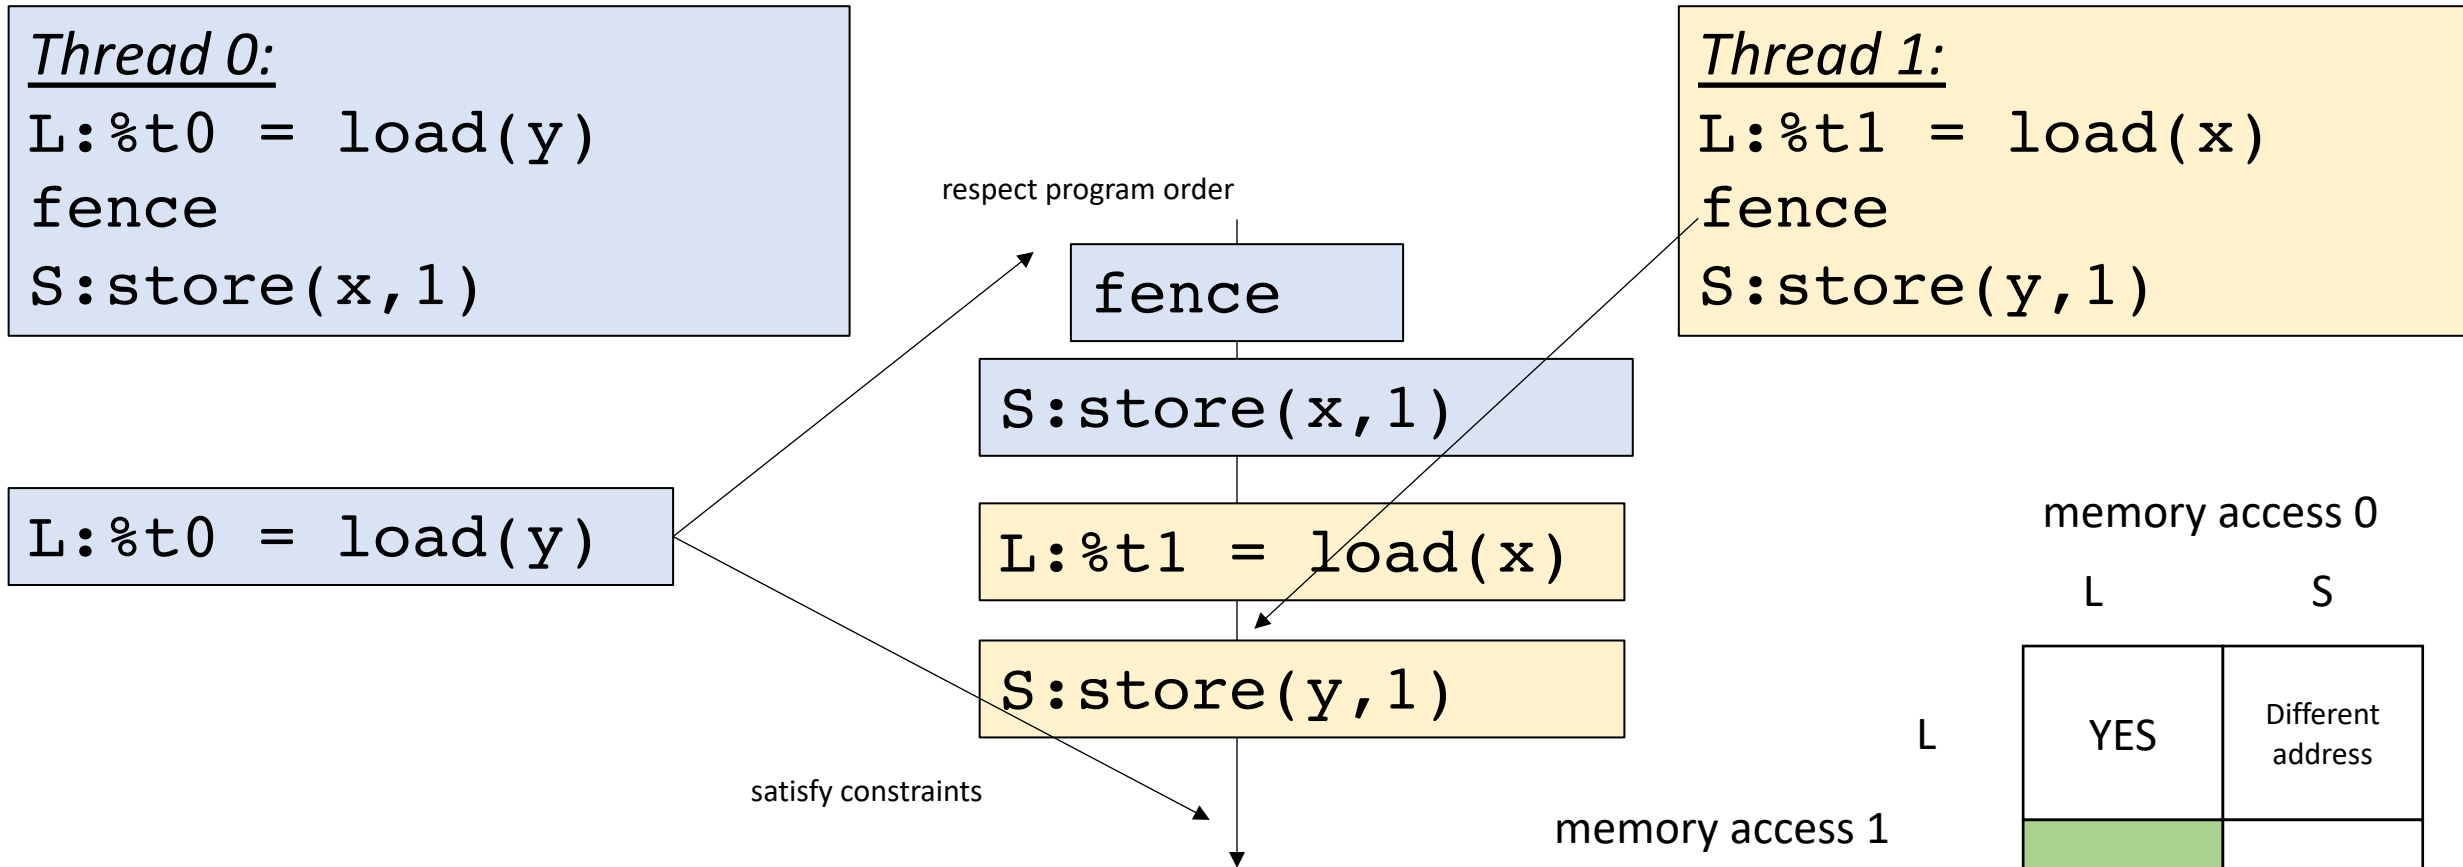 Thread 0:
L:%t0 = load(y)
fence
S:store(x,1)
Thread 1:
L:%t1 = load(x)
fence
S:store(y,1)
respect program order
fence
S:store(x,1)
L:%t0 = load(y)
L:%t1 = load(x)
S:store(y,1)
satisfy constraints
memory access 0
L S
L YES Different
address
memory access 1